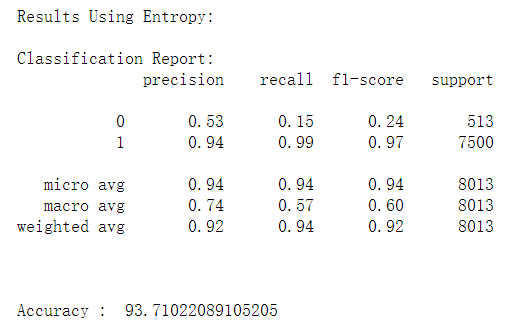 Results Using Entropy:
Classification Report:
precision recall f1-score support
0 0.53 0.15 0.24 513
1 0.94 0.99 0.97 7500
micro avg 0.94 0.94 0.94 8013
macro avg 0.74 0.57 0.60 8013
weighted avg 0.92 0.94 0.92 8013
Accuracy : 93.71022089105205